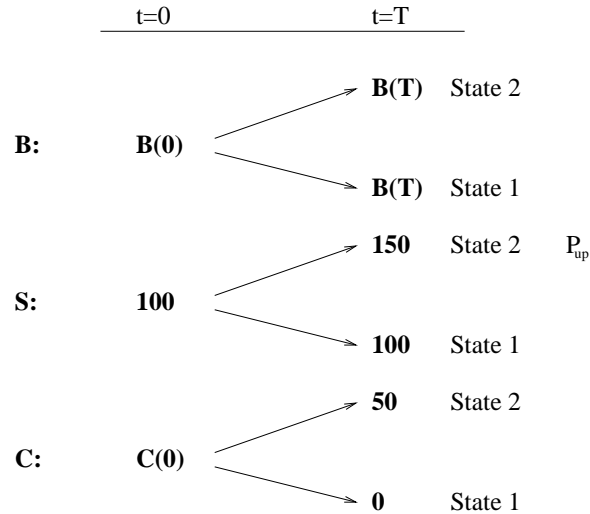 t=0 t=T
B(T) State 2
B: B(0)
B(T) State 1
150 State 2 P_up
S: 100
100 State 1
50 State 2
C: C(0)
0 State 1